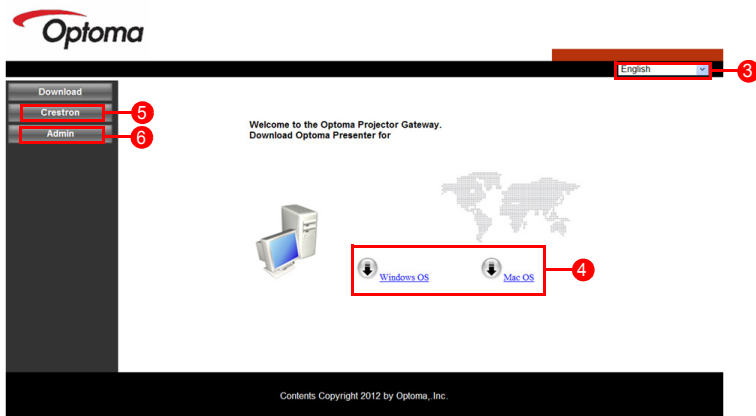 Optoma
English
3
Download
Crestron
5
Admin
6
Welcome to the Optoma Projector Gateway.
Download Optoma Presenter for
Windows OS
Mac OS
4
Contents Copyright 2012 by Optoma,.Inc.